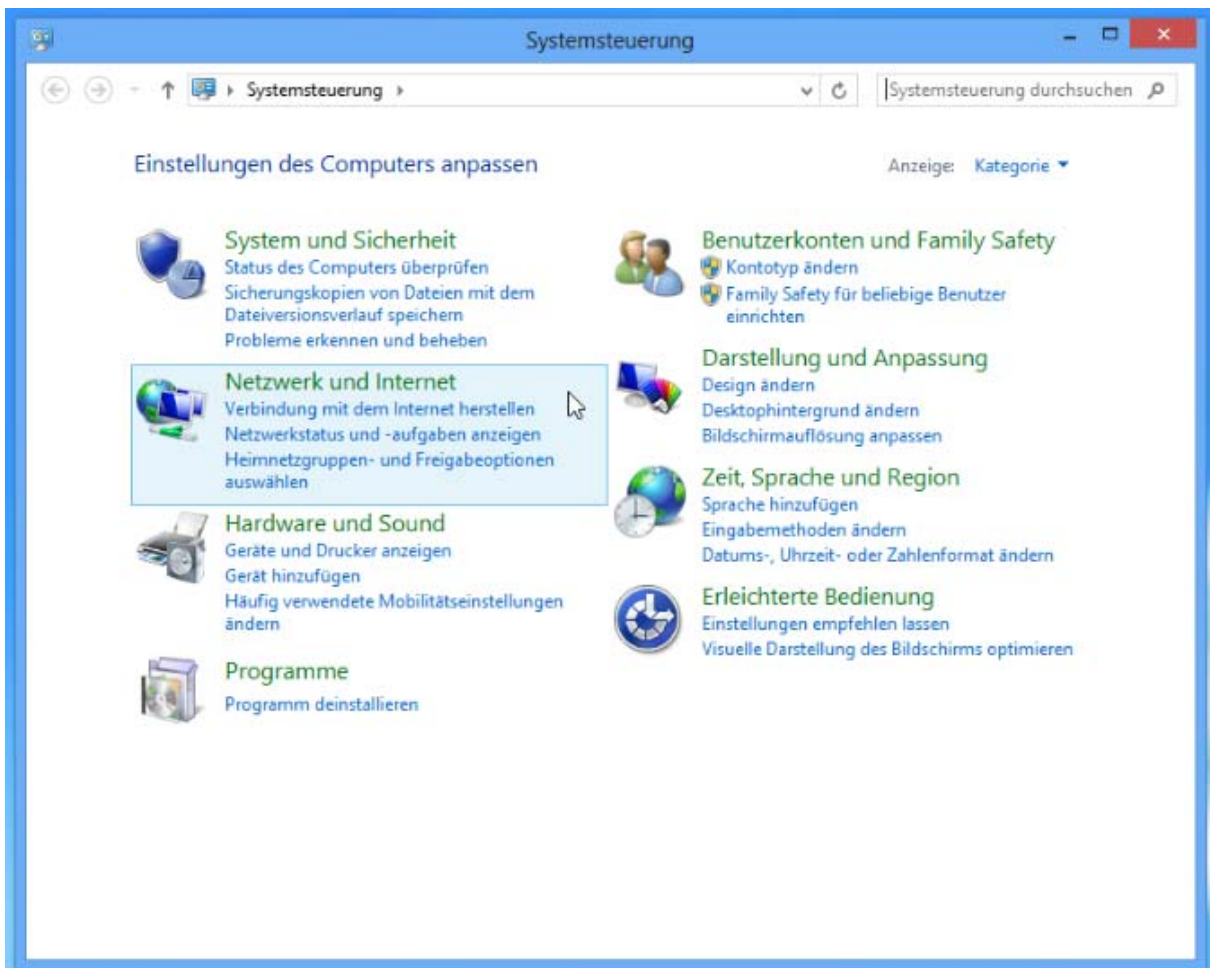 Systemsteuerung
Systemsteuerung
Systemsteuerung durchsuchen
Einstellungen des Computers anpassen
Anzeige: Kategorie
System und Sicherheit
Status des Computers überprüfen
Sicherungskopien von Dateien mit dem
Dateiversionsverlauf speichern
Probleme erkennen und beheben
Netzwerk und Internet
Verbindung mit dem Internet herstellen
Netzwerkstatus und -aufgaben anzeigen
Heimnetzgruppen- und Freigabeoptionen
auswählen
Hardware und Sound
Geräte und Drucker anzeigen
Gerät hinzufügen
Häufig verwendete Mobilitätseinstellungen
ändern
Programme
Programm deinstallieren
Benutzerkonten und Family Safety
Kontotyp ändern
Family Safety für beliebige Benutzer
einrichten
Darstellung und Anpassung
Design ändern
Desktophintergrund ändern
Bildschirmauflösung anpassen
Zeit, Sprache und Region
Sprache hinzufügen
Eingabemethoden ändern
Datums-, Uhrzeit- oder Zahlenformat ändern
Erleichterte Bedienung
Einstellungen empfehlen lassen
Visuelle Darstellung des Bildschirms optimieren